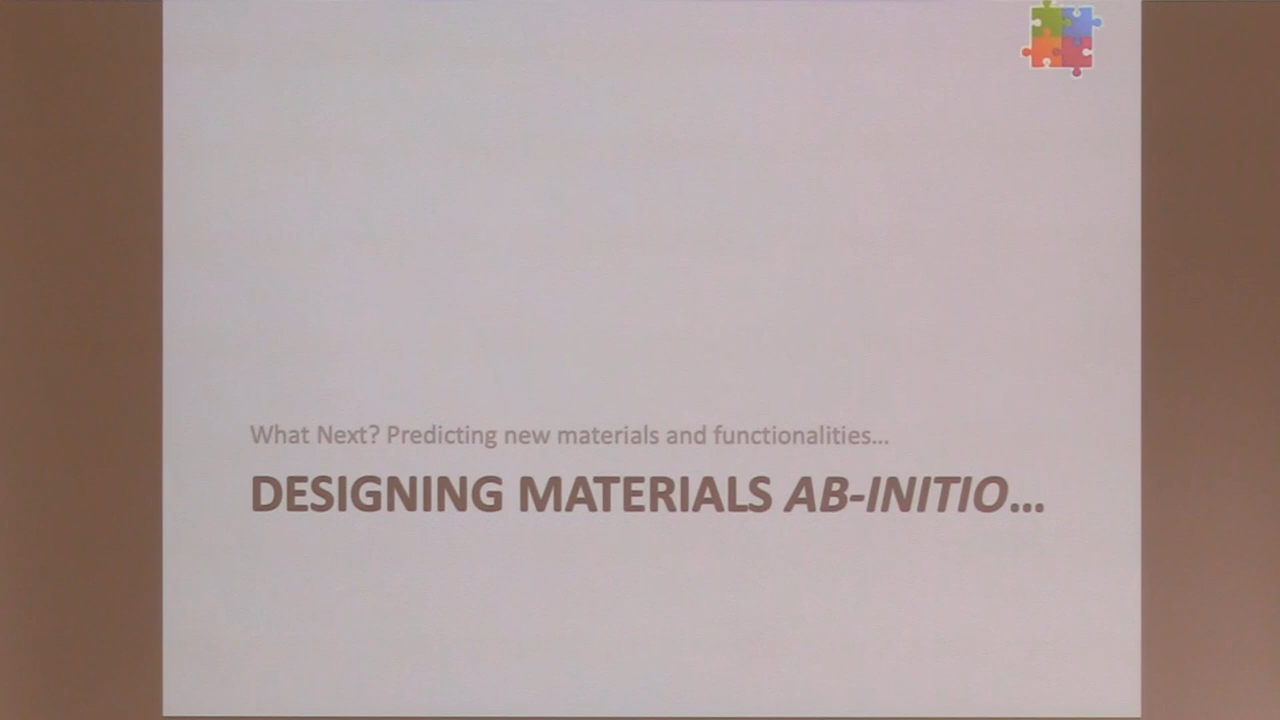 What Next? Predicting new materials and functionalities...
DESIGNING MATERIALS AB-INITIO...